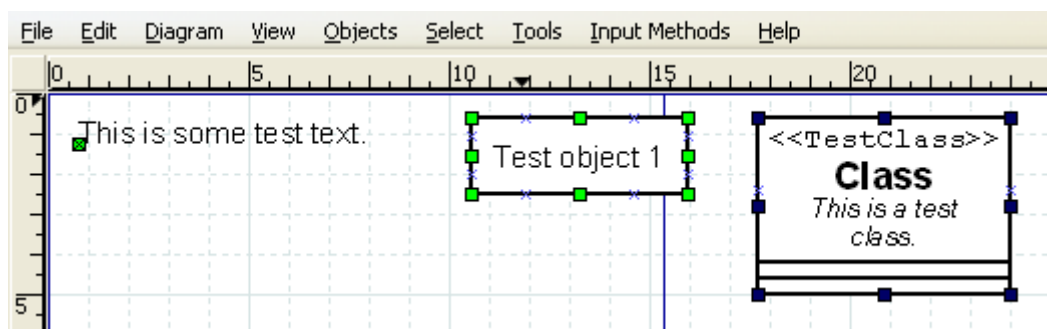 File Edit Diagram View Objects Select Tools Input Methods Help
0 5 10 15 20
0
This is some test text.
Test object 1
<<TestClass>>
Class
This is a test
class.
5